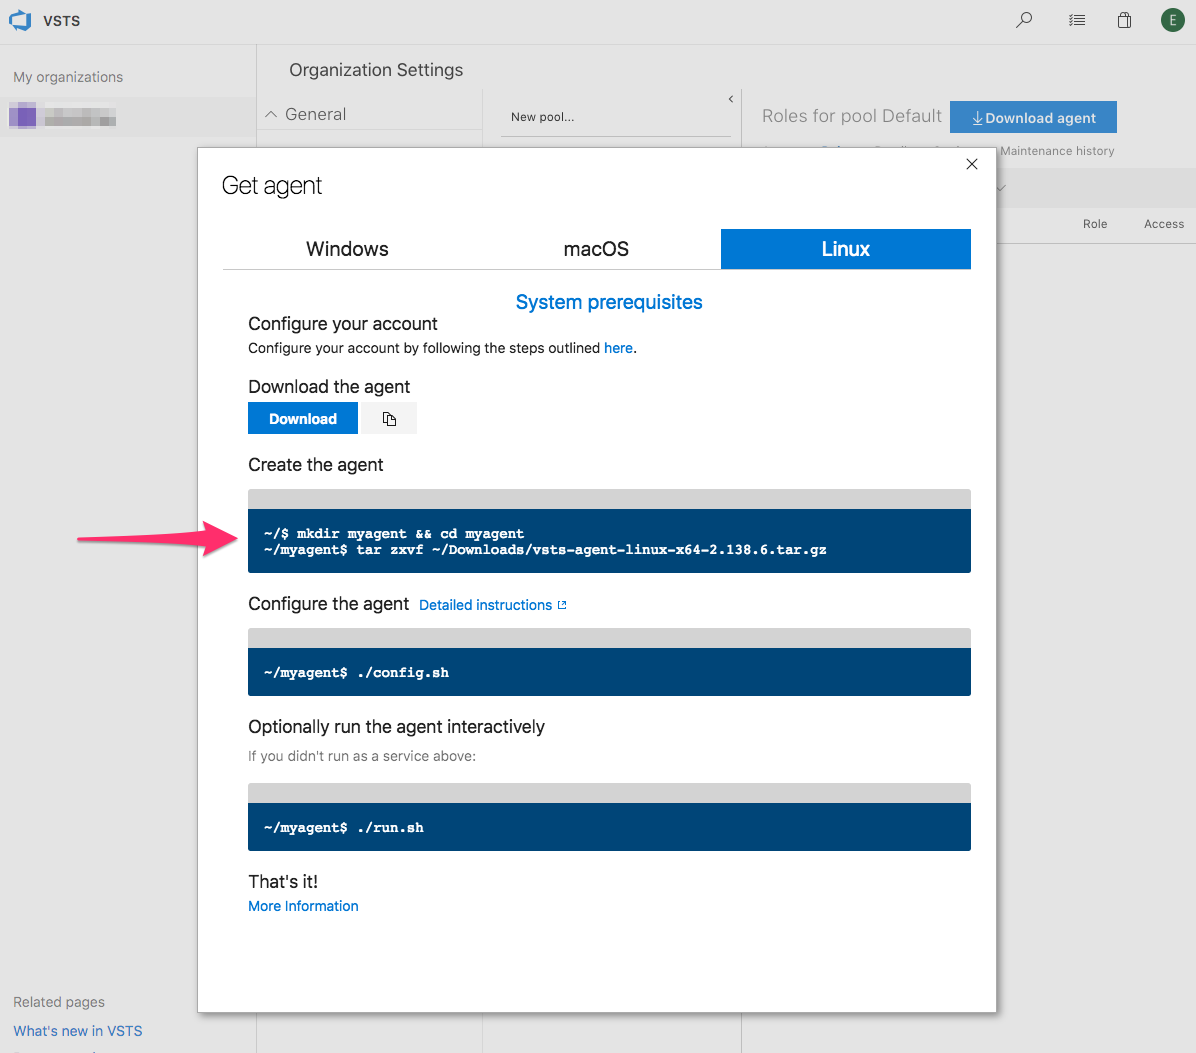 VSTS
E
My organizations
Organization Settings
General
New pool...
Roles for pool Default
Download agent
Maintenance history
Role
Access
Get agent
Windows
macOS
Linux
System prerequisites
Configure your account
Configure your account by following the steps outlined here.
Download the agent
Download
Create the agent
~/$ mkdir myagent && cd myagent
~/myagent$ tar zxvf ~/Downloads/vsts-agent-linux-x64-2.138.6.tar.gz
Configure the agent Detailed instructions
~/myagent$ ./config.sh
Optionally run the agent interactively
If you didn't run as a service above:
~/myagent$ ./run.sh
That's it!
More Information
Related pages
What's new in VSTS